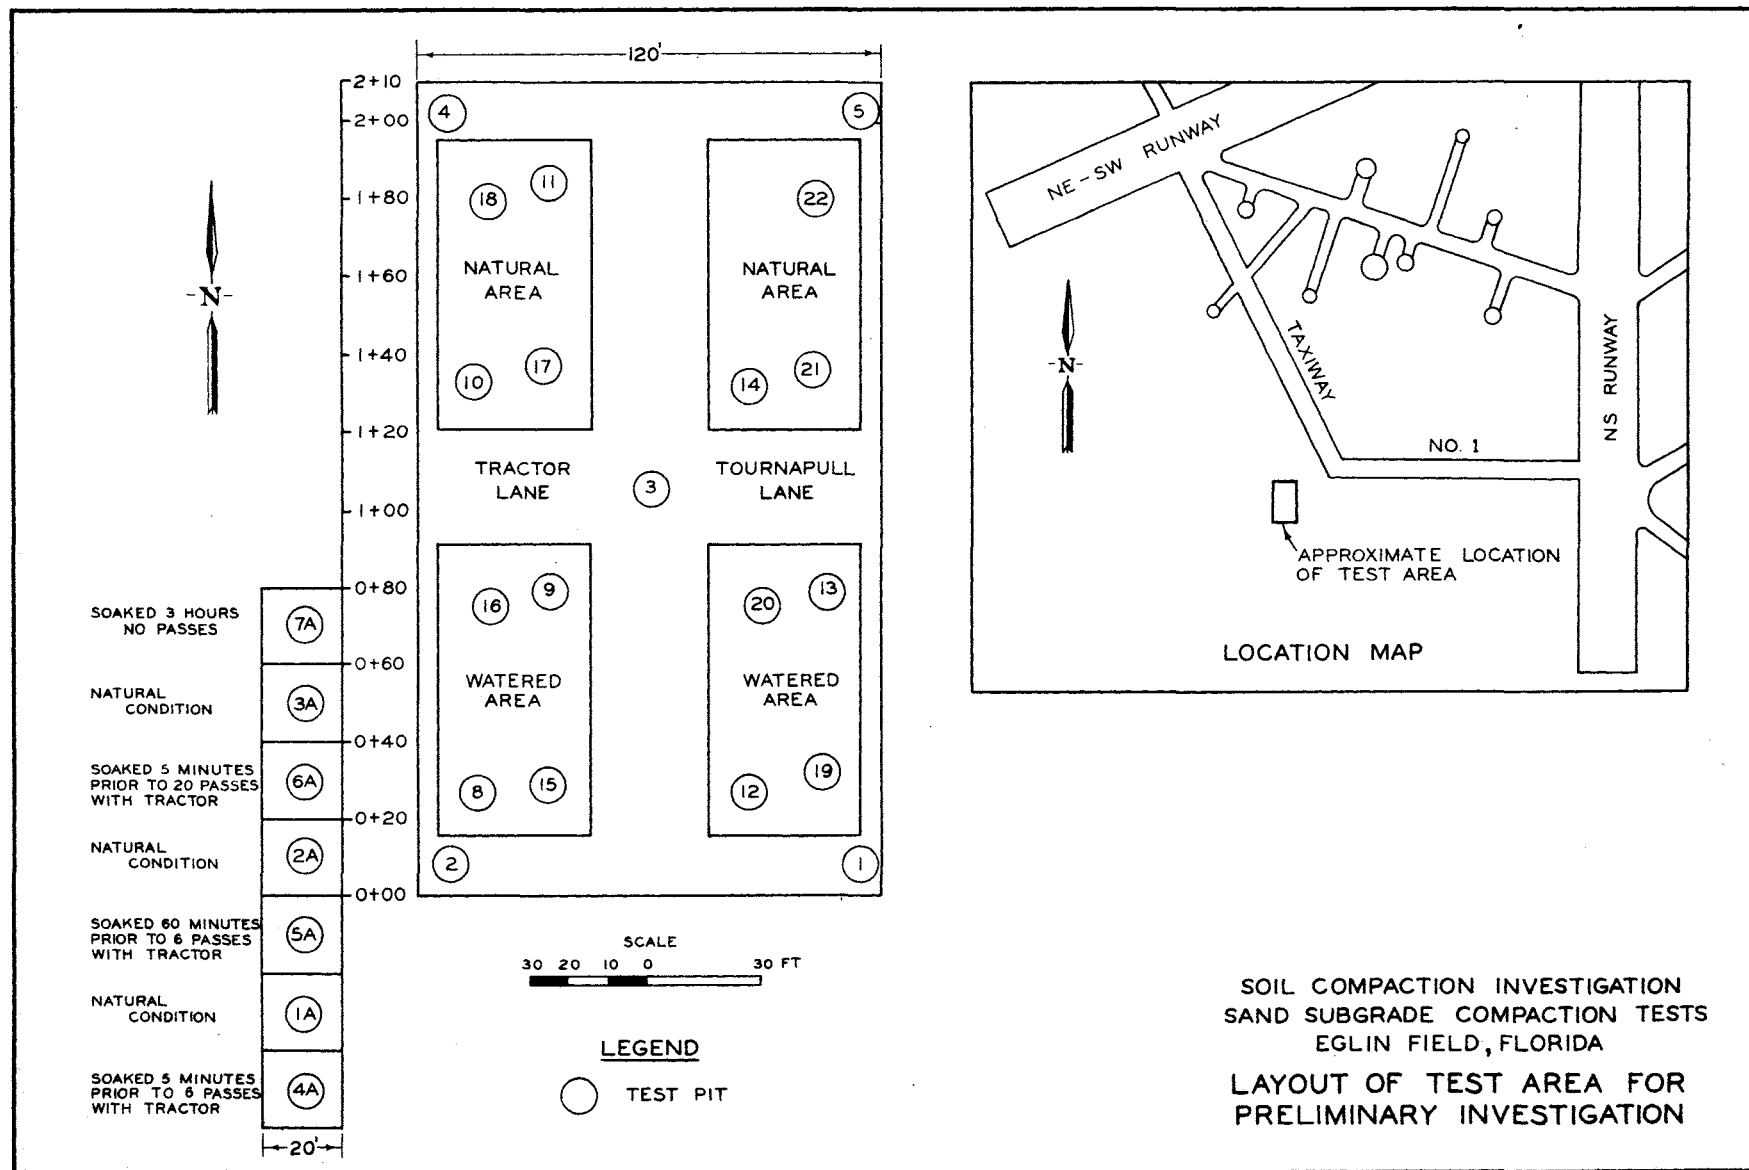 120'
2+10
2+00
1+80
1+60
1+40
1+20
1+00
0+80
0+60
0+40
0+20
0+00
-N-
4
5
18
11
22
NATURAL
AREA
NATURAL
AREA
10
17
14
21
TRACTOR
LANE
3
TOURNAPULL
LANE
16
9
20
13
WATERED
AREA
WATERED
AREA
8
15
12
19
2
1
SOAKED 3 HOURS
NO PASSES
7A
NATURAL
CONDITION
3A
SOAKED 5 MINUTES
PRIOR TO 20 PASSES
WITH TRACTOR
6A
NATURAL
CONDITION
2A
SOAKED 60 MINUTES
PRIOR TO 6 PASSES
WITH TRACTOR
5A
NATURAL
CONDITION
1A
SOAKED 5 MINUTES
PRIOR TO 6 PASSES
WITH TRACTOR
4A
20'
SCALE
30 20 10 0 30 FT
LEGEND
TEST PIT
NE-SW RUNWAY
TAXIWAY
NO. 1
NS RUNWAY
-N-
APPROXIMATE LOCATION
OF TEST AREA
LOCATION MAP
SOIL COMPACTION INVESTIGATION
SAND SUBGRADE COMPACTION TESTS
EGLIN FIELD, FLORIDA
LAYOUT OF TEST AREA FOR
PRELIMINARY INVESTIGATION